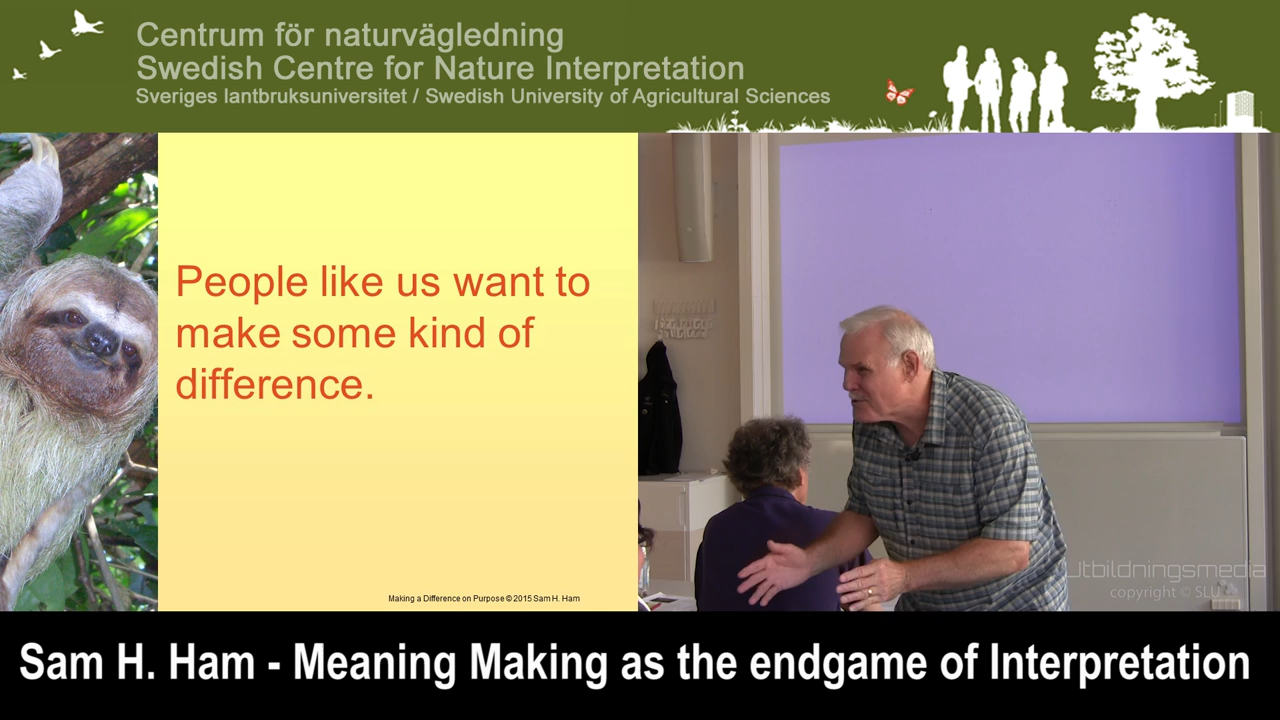 Centrum för naturvägledning
Swedish Centre for Nature Interpretation
Sveriges lantbruksuniversitet / Swedish University of Agricultural Sciences
People like us want to
make some kind of
difference.
Making a Difference on Purpose © 2015 Sam H. Ham
Utbildningsmedia
copyright © SLU
Sam H. Ham - Meaning Making as the endgame of Interpretation